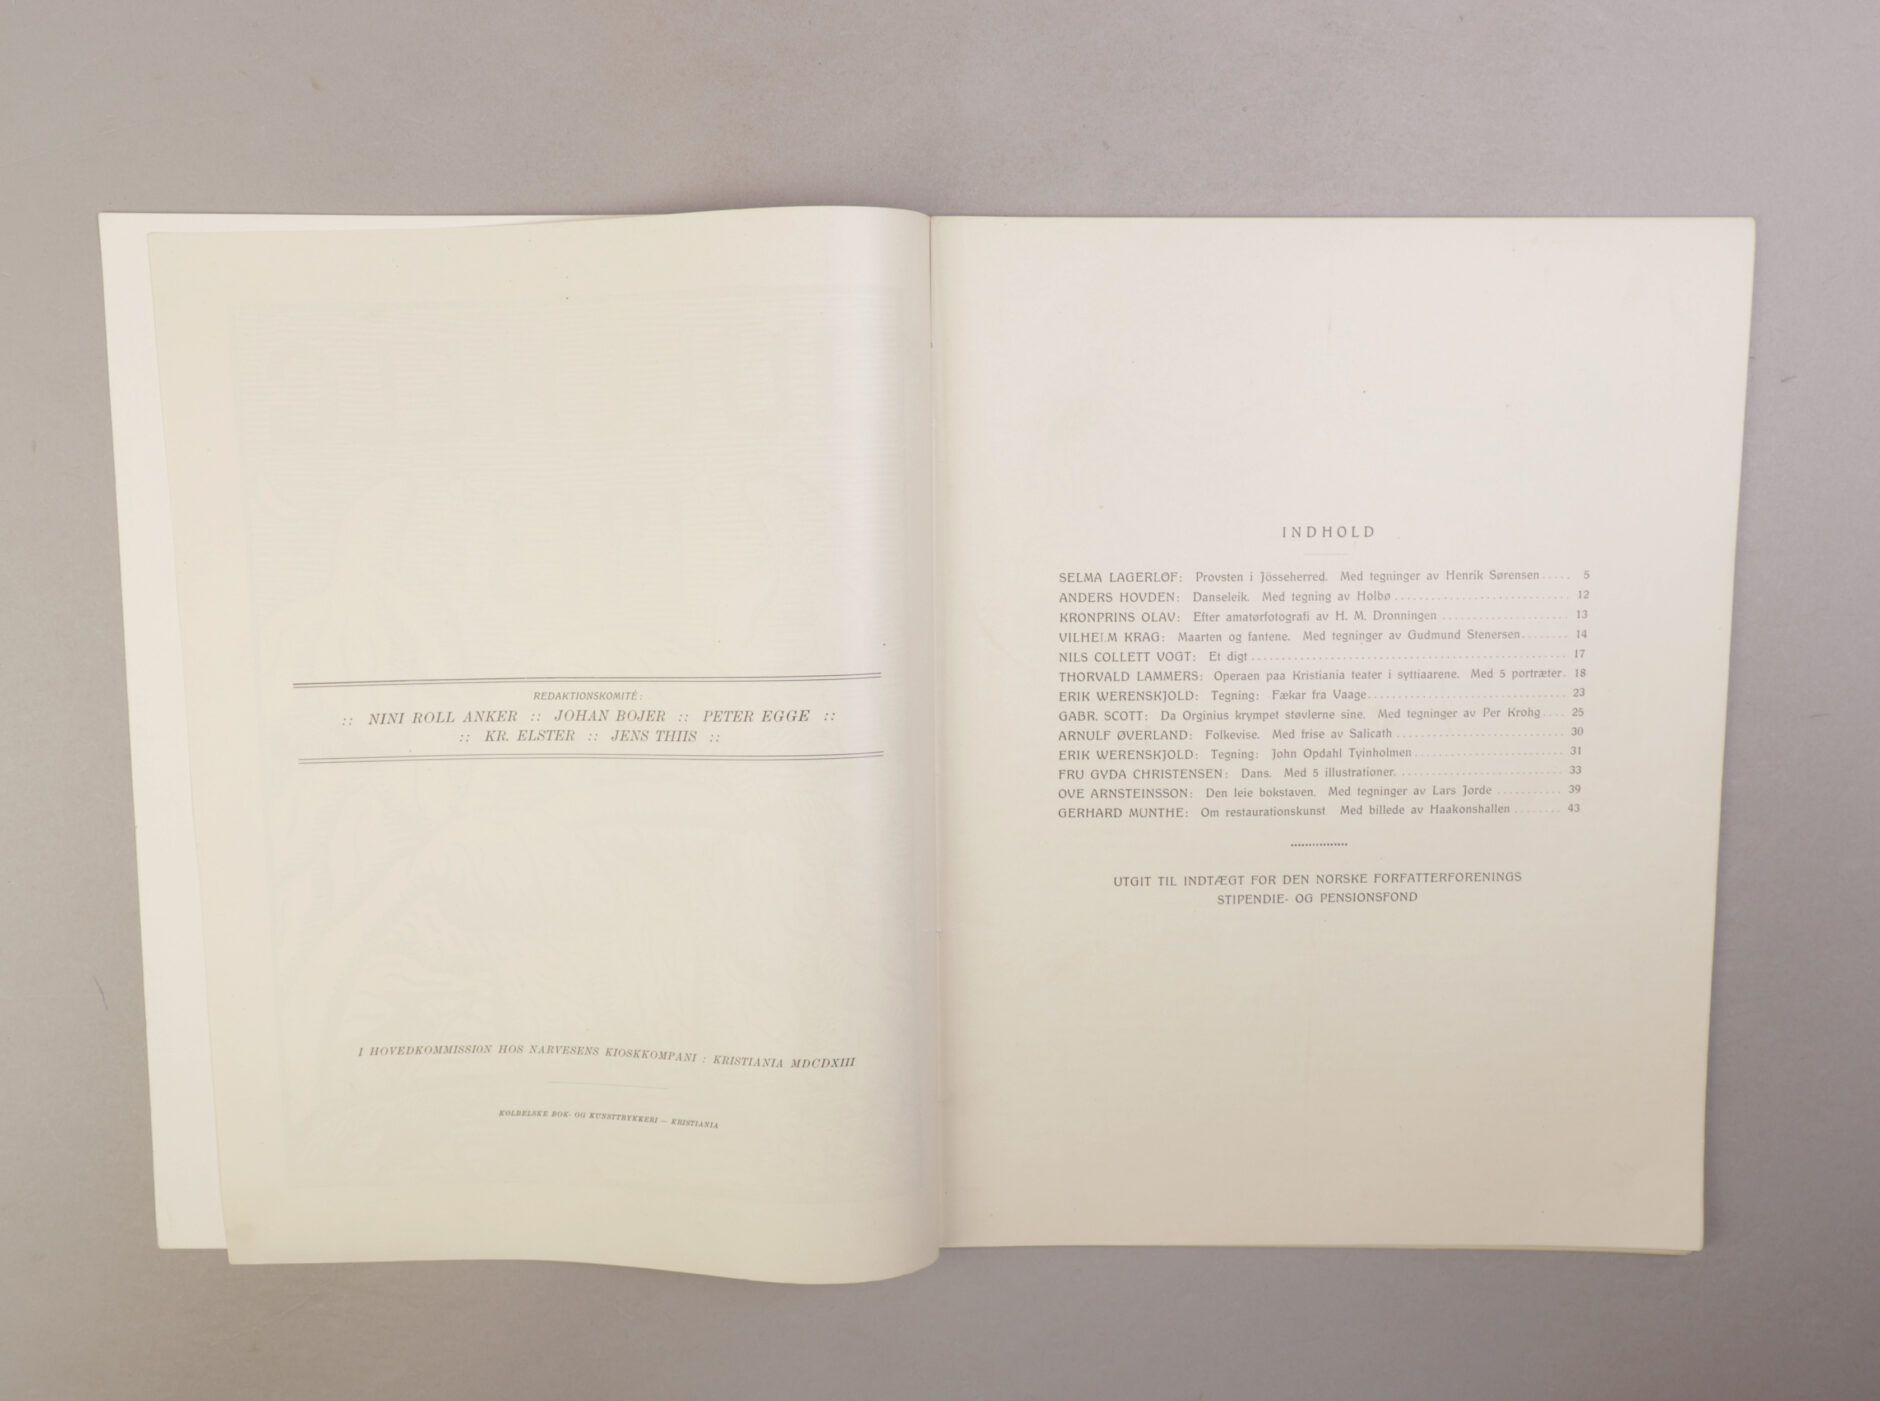 REDAKTIONSKOMITÉ:
:: NINI ROLL ANKER :: JOHAN BOJER :: PETER EGGE ::
:: KR. ELSTER :: JENS THIIS ::
I HOVEDKOMMISSION HOS NARVESENS KIOSKKOMPANI : KRISTIANIA MDCDXIII
KOLBELSKE BOK- OG KUNSTTRYKKERI — KRISTIANIA
INDHOLD
SELMA LAGERLØF: Provsten i Jösseherred. Med tegninger av Henrik Sørensen ..... 5
ANDERS HOVDEN: Danseleik. Med tegning av Holbø .............................. 12
KRONPRINS OLAV: Efter amatørfotografi av H. M. Dronningen ..................... 13
VILHELM KRAG: Maarten og fantene. Med tegninger av Gudmund Stenersen........ 14
NILS COLLETT VOGT: Et digt ..................................................... 17
THORVALD LAMMERS: Operaen paa Kristiania teater i syttiaarene. Med 5 portræter. 18
ERIK WERENSKJOLD: Tegning: Fækar fra Vaage................................. 23
GABR. SCOTT: Da Orginius krympet støvlerne sine. Med tegninger av Per Krohg.... 25
ARNULF ØVERLAND: Folkevise. Med frise av Salicath ............................ 30
ERIK WERENSKJOLD: Tegning: John Opdahl Tyinholmen......................... 31
FRU GYDA CHRISTENSEN: Dans. Med 5 illustrationer. ........................... 33
OVE ARNSTEINSSON: Den leie bokstaven. Med tegninger av Lars Jorde ........... 39
GERHARD MUNTHE: Om restaurationskunst Med billede av Haakonshallen ........ 43
UTGIT TIL INDTÆGT FOR DEN NORSKE FORFATTERFORENINGS
STIPENDIE- OG PENSIONSFOND